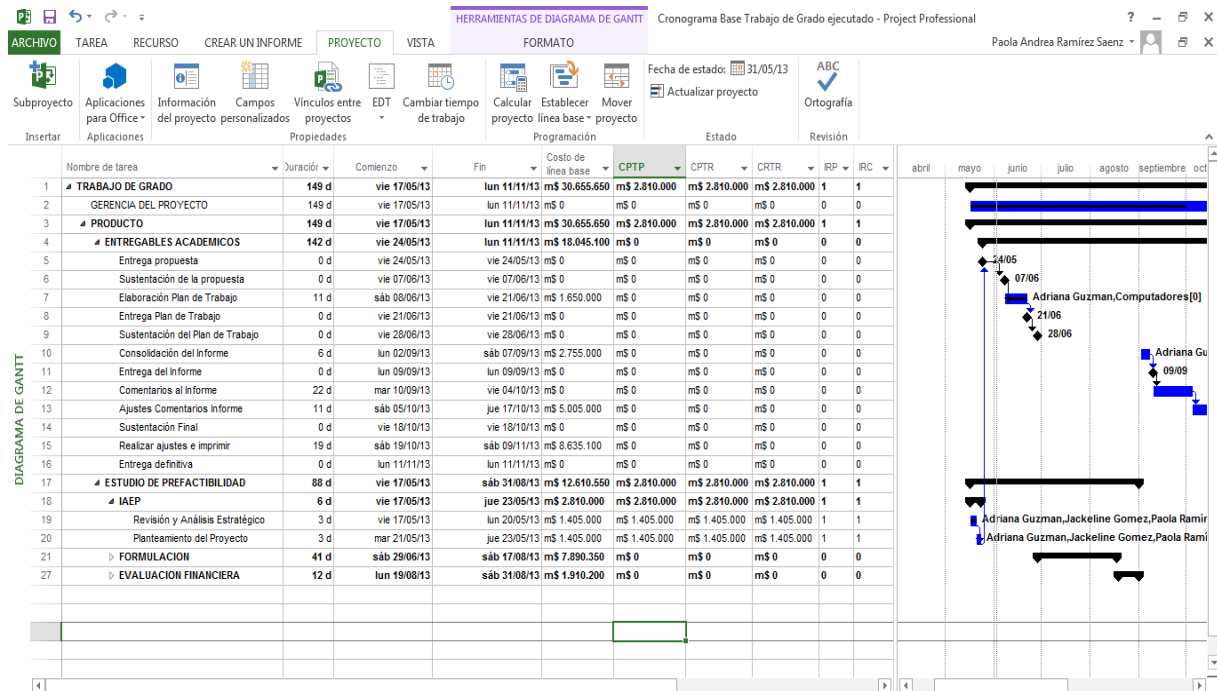 HERRAMIENTAS DE DIAGRAMA DE GANTT Cronograma Base Trabajo de Grado ejecutado - Project Professional
ARCHIVO TAREA RECURSO CREAR UN INFORME PROYECTO VISTA FORMATO Paola Andrea Ramírez Saenz
Subproyecto
Aplicaciones para Office
Información del proyecto
Campos personalizados
Vínculos entre proyectos
EDT
Cambiar tiempo de trabajo
Calcular proyecto
Establecer línea base
Mover proyecto
Fecha de estado: 31/05/13
Actualizar proyecto
ABC
Ortografía
Insertar Aplicaciones Propiedades Programación Estado Revisión
Nombre de tarea Duración Comienzo Fin Costo de línea base CPTP CPTR CRTR IRP IRC abril mayo junio julio agosto septiembre oct
1 TRABAJO DE GRADO 149 d vie 17/05/13 lun 11/11/13 m$ 30.655.650 m$ 2.810.000 m$ 2.810.000 m$ 2.810.000 1 1
2 GERENCIA DEL PROYECTO 149 d vie 17/05/13 lun 11/11/13 m$ 0 m$ 0 m$ 0 m$ 0 0 0
3 PRODUCTO 149 d vie 17/05/13 lun 11/11/13 m$ 30.655.650 m$ 2.810.000 m$ 2.810.000 m$ 2.810.000 1 1
4 ENTREGABLES ACADEMICOS 142 d vie 24/05/13 lun 11/11/13 m$ 18.045.100 m$ 0 m$ 0 m$ 0 0 0
5 Entrega propuesta 0 d vie 24/05/13 vie 24/05/13 m$ 0 m$ 0 m$ 0 m$ 0 0 0 24/05
6 Sustentación de la propuesta 0 d vie 07/06/13 vie 07/06/13 m$ 0 m$ 0 m$ 0 m$ 0 0 0 07/06
7 Elaboración Plan de Trabajo 11 d sáb 08/06/13 vie 21/06/13 m$ 1.650.000 m$ 0 m$ 0 m$ 0 0 0 Adriana Guzman,Computadores[0]
8 Entrega Plan de Trabajo 0 d vie 21/06/13 vie 21/06/13 m$ 0 m$ 0 m$ 0 m$ 0 0 0 21/06
9 Sustentación del Plan de Trabajo 0 d vie 28/06/13 vie 28/06/13 m$ 0 m$ 0 m$ 0 m$ 0 0 0 28/06
10 Consolidación del Informe 6 d lun 02/09/13 sáb 07/09/13 m$ 2.755.000 m$ 0 m$ 0 m$ 0 0 0 Adriana Gu
11 Entrega del Informe 0 d lun 09/09/13 lun 09/09/13 m$ 0 m$ 0 m$ 0 m$ 0 0 0 09/09
12 Comentarios al Informe 22 d mar 10/09/13 vie 04/10/13 m$ 0 m$ 0 m$ 0 m$ 0 0 0
13 Ajustes Comentarios Informe 11 d sáb 05/10/13 jue 17/10/13 m$ 5.005.000 m$ 0 m$ 0 m$ 0 0 0
14 Sustentación Final 0 d vie 18/10/13 vie 18/10/13 m$ 0 m$ 0 m$ 0 m$ 0 0 0
15 Realizar ajustes e imprimir 19 d sáb 19/10/13 sáb 09/11/13 m$ 8.635.100 m$ 0 m$ 0 m$ 0 0 0
16 Entrega definitiva 0 d lun 11/11/13 lun 11/11/13 m$ 0 m$ 0 m$ 0 m$ 0 0 0
17 ESTUDIO DE PREFACTIBILIDAD 88 d vie 17/05/13 sáb 31/08/13 m$ 12.610.550 m$ 2.810.000 m$ 2.810.000 m$ 2.810.000 1 1
18 IAEP 6 d vie 17/05/13 jue 23/05/13 m$ 2.810.000 m$ 2.810.000 m$ 2.810.000 m$ 2.810.000 1 1
19 Revisión y Análisis Estratégico 3 d vie 17/05/13 lun 20/05/13 m$ 1.405.000 m$ 1.405.000 m$ 1.405.000 m$ 1.405.000 1 1 Adriana Guzman,Jackeline Gomez,Paola Ramír
20 Planteamiento del Proyecto 3 d mar 21/05/13 jue 23/05/13 m$ 1.405.000 m$ 1.405.000 m$ 1.405.000 m$ 1.405.000 1 1 Adriana Guzman,Jackeline Gomez,Paola Ramí
21 FORMULACION 41 d sáb 29/06/13 sáb 17/08/13 m$ 7.890.350 m$ 0 m$ 0 m$ 0 0 0
27 EVALUACION FINANCIERA 12 d lun 19/08/13 sáb 31/08/13 m$ 1.910.200 m$ 0 m$ 0 m$ 0 0 0
DIAGRAMA DE GANTT